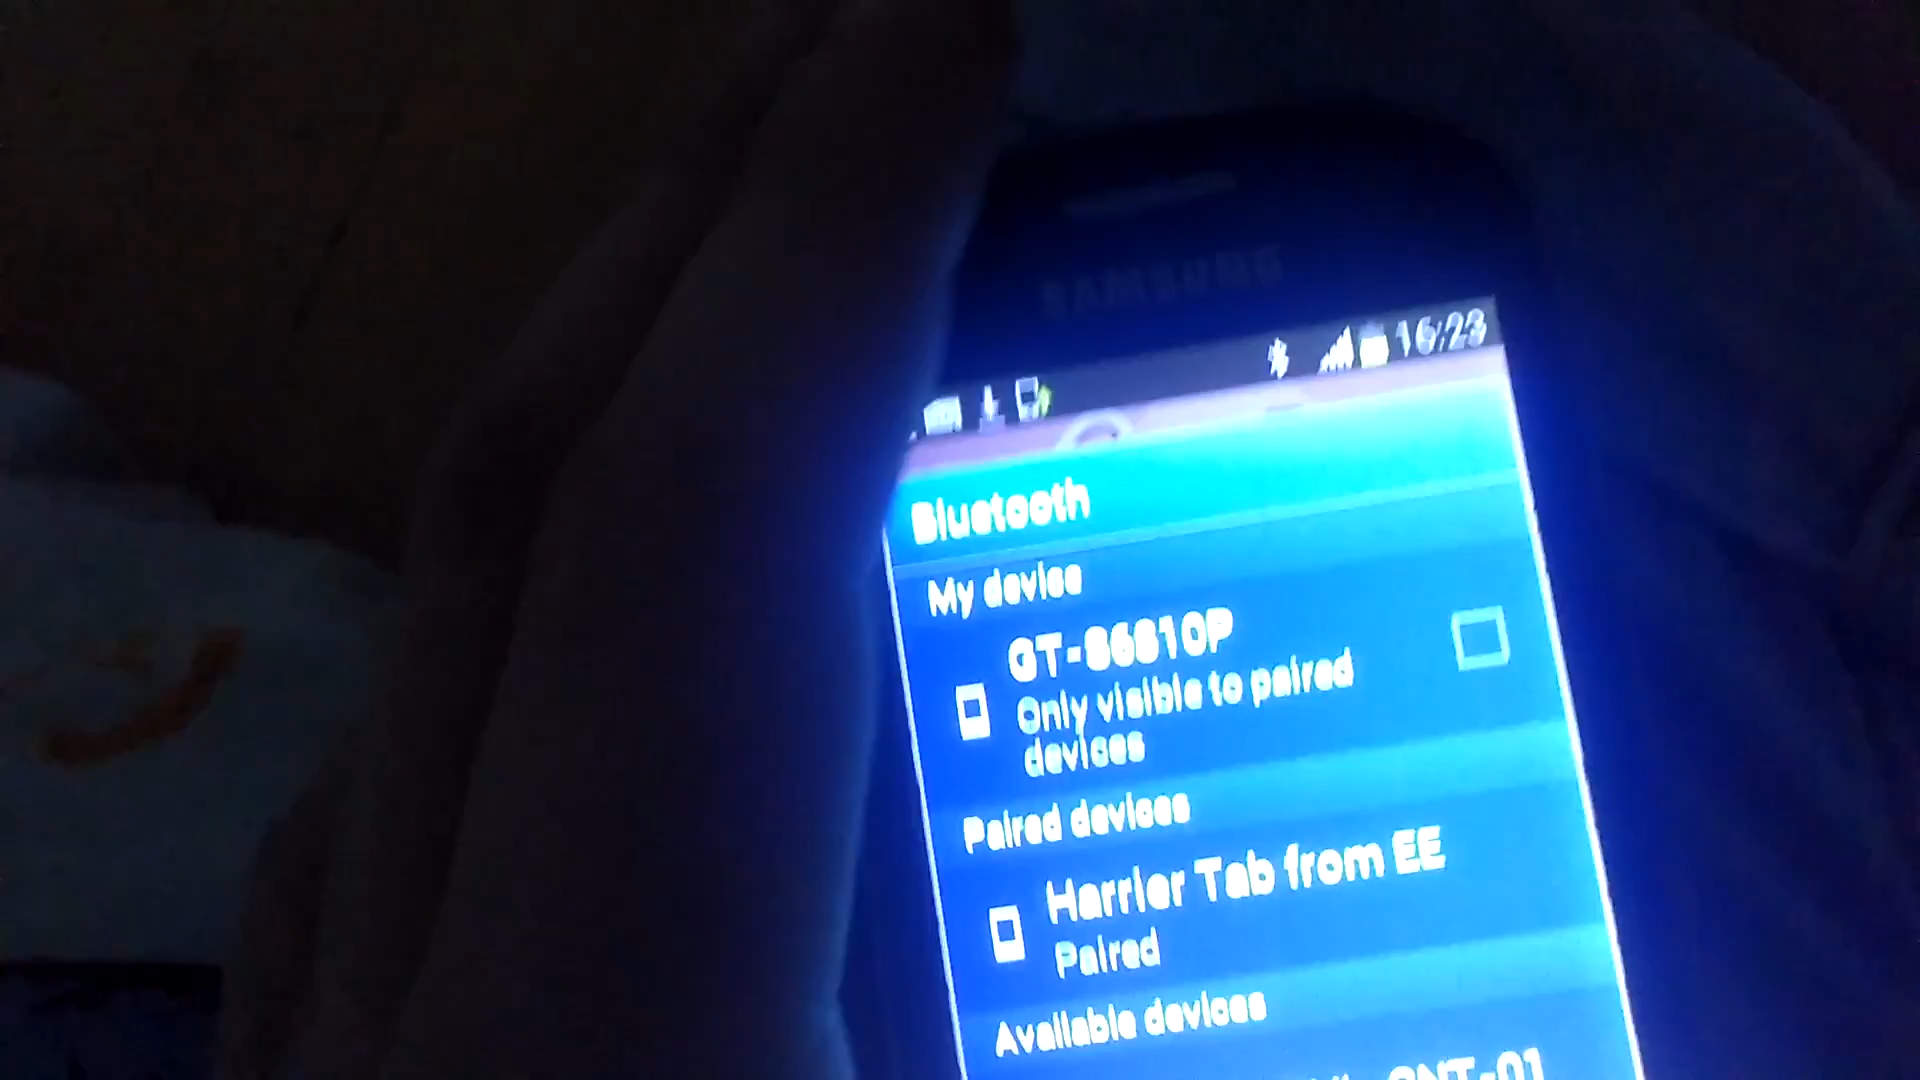 SAMSUNG
16:23
Bluetooth
My device
GT-S6810P
Only visible to paired
devices
Paired devices
Harrier Tab from EE
Paired
Available devices